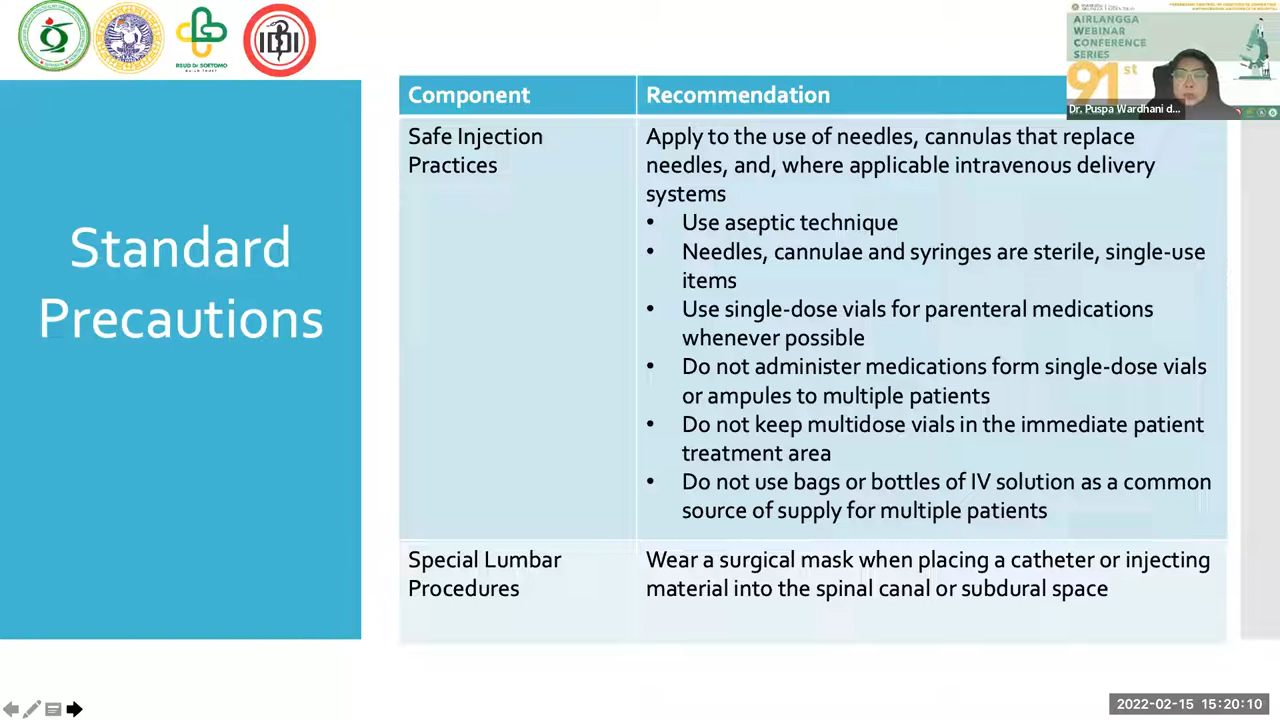 RSUD Dr. SOETOMO
BUILD TRUST
IDI
AIRLANGGA
WEBINAR
CONFERENCE
SERIES
91st
Dr. Puspa Wardhani d...
Standard
Precautions
Component
Recommendation
Safe Injection
Practices
Apply to the use of needles, cannulas that replace
needles, and, where applicable intravenous delivery
systems
• Use aseptic technique
• Needles, cannulae and syringes are sterile, single-use
items
• Use single-dose vials for parenteral medications
whenever possible
• Do not administer medications form single-dose vials
or ampules to multiple patients
• Do not keep multidose vials in the immediate patient
treatment area
• Do not use bags or bottles of IV solution as a common
source of supply for multiple patients
Special Lumbar
Procedures
Wear a surgical mask when placing a catheter or injecting
material into the spinal canal or subdural space
2022-02-15 15:20:10